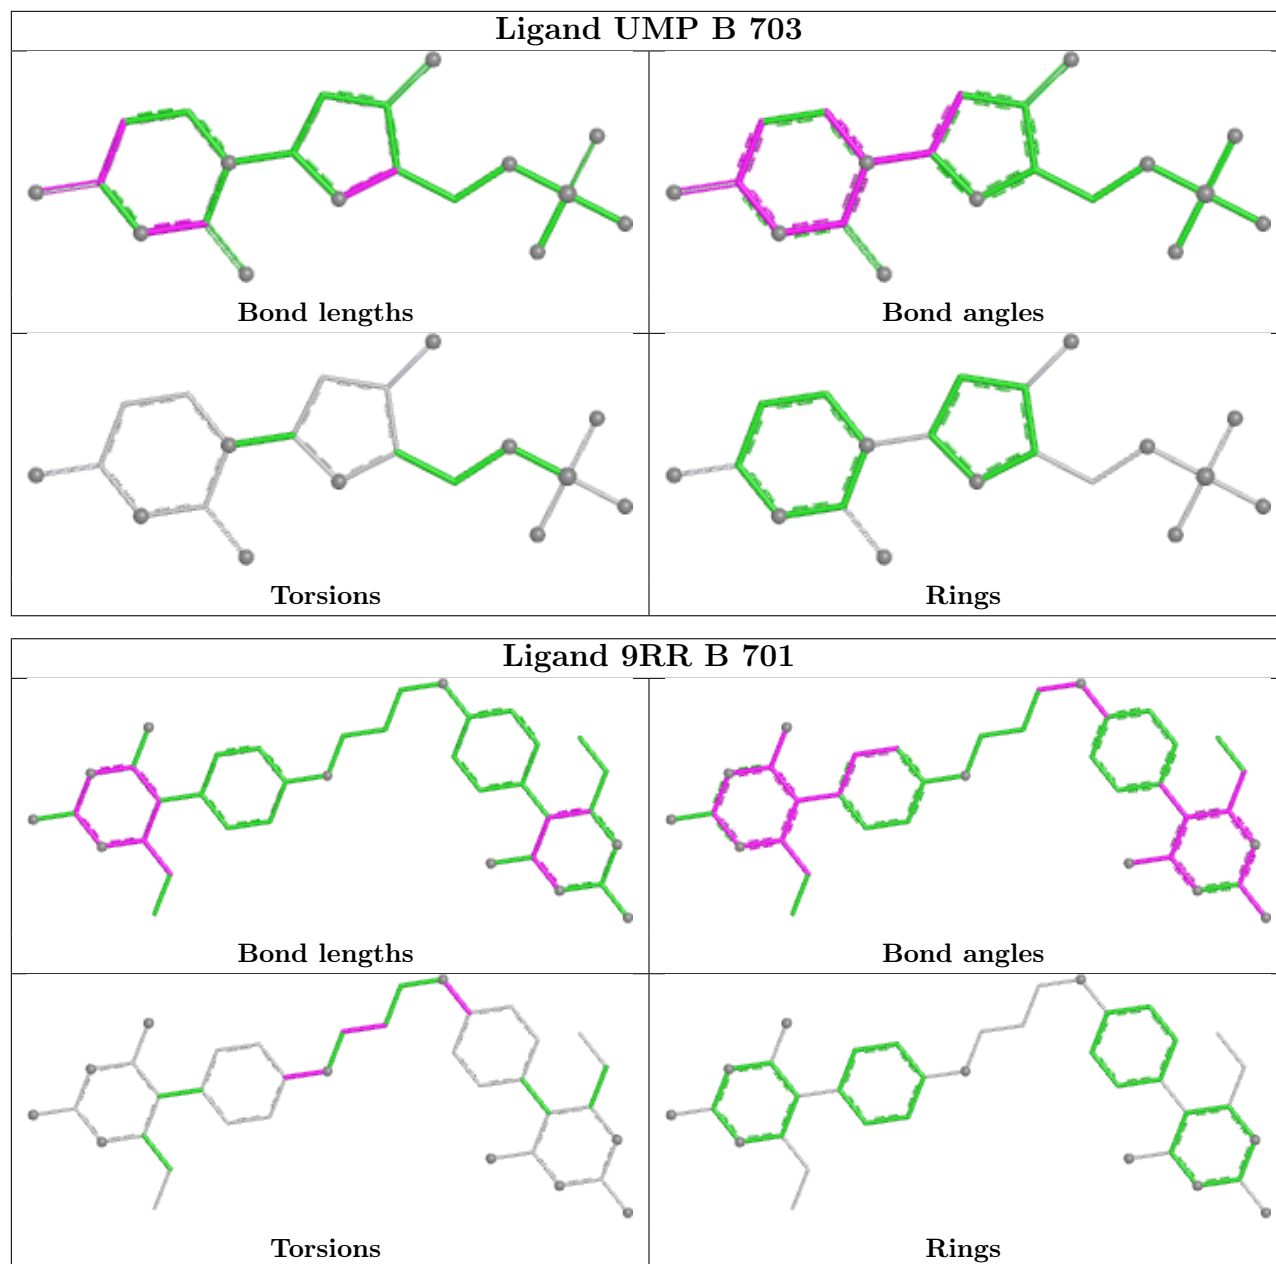 Ligand UMP B 703
Bond lengths
Bond angles
Torsions
Rings
Ligand 9RR B 701
Bond lengths
Bond angles
Torsions
Rings